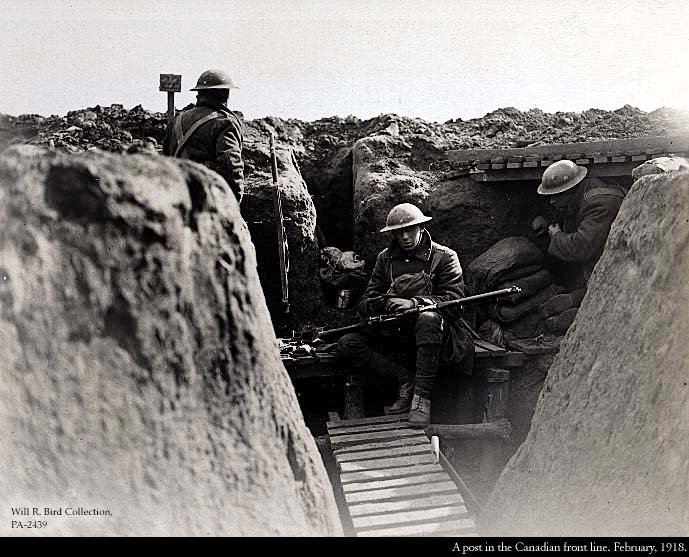 Will R. Bird Collection,
PA-2439
A post in the Canadian front line. February, 1918.